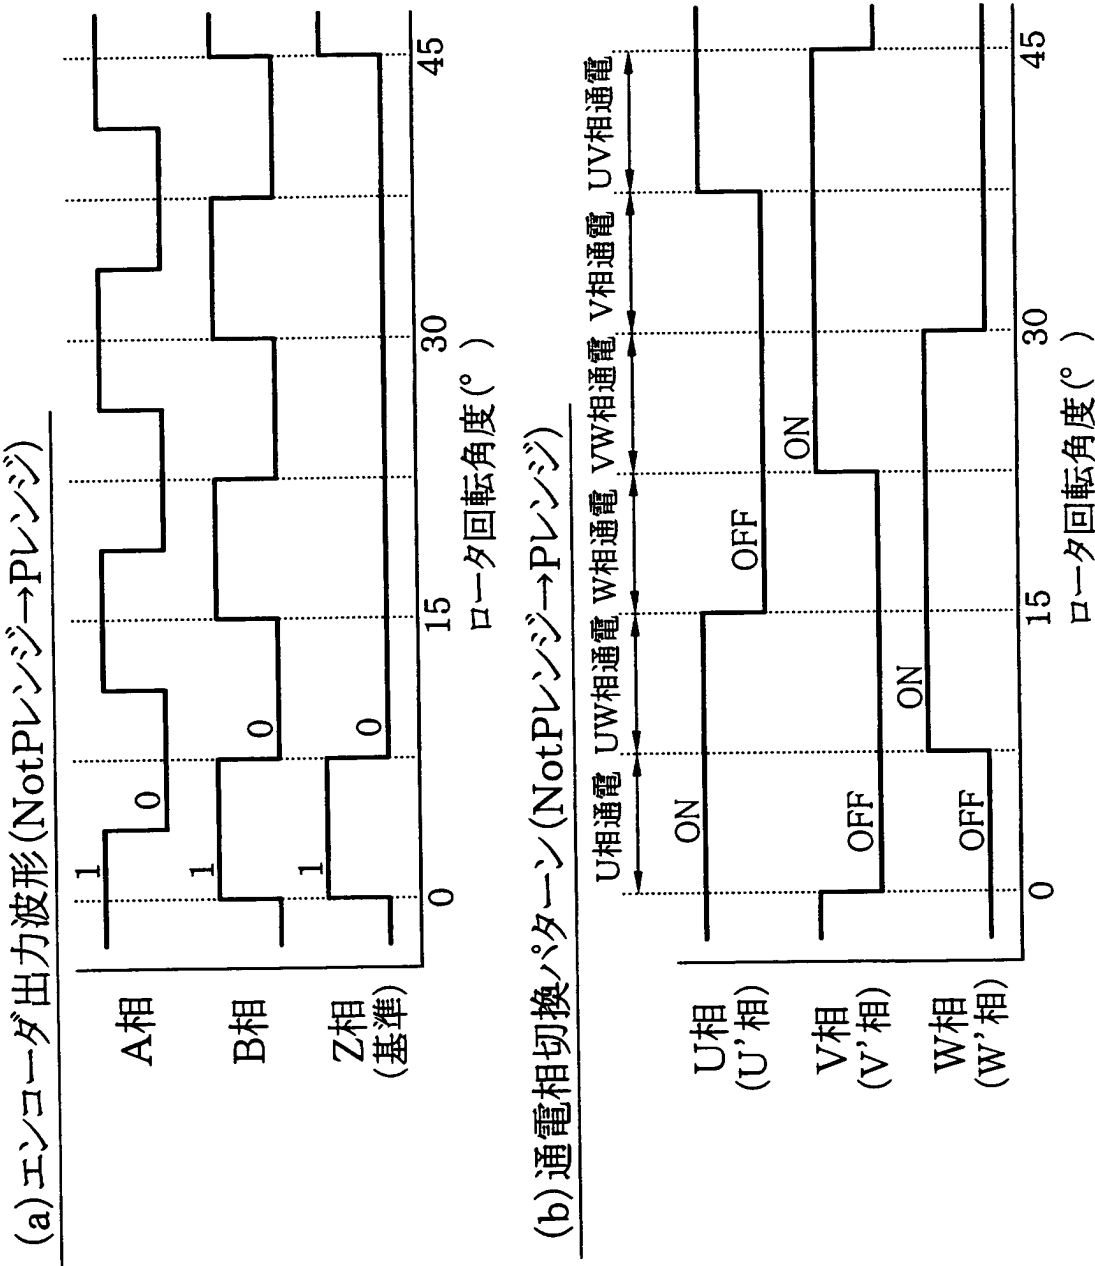 (a)エンコーダ出力波形(NotPレンジ→Pレンジ)
A相
1
0
B相
1
0
Z相
(基準)
1
0
0
15
30
45
ロータ回転角度(°)
(b)通電相切換パターン(NotPレンジ→Pレンジ)
U相通電
UW相通電
W相通電
VW相通電
V相通電
UV相通電
U相
(U'相)
ON
OFF
V相
(V'相)
OFF
ON
W相
(W'相)
OFF
ON
0
15
30
45
ロータ回転角度(°)